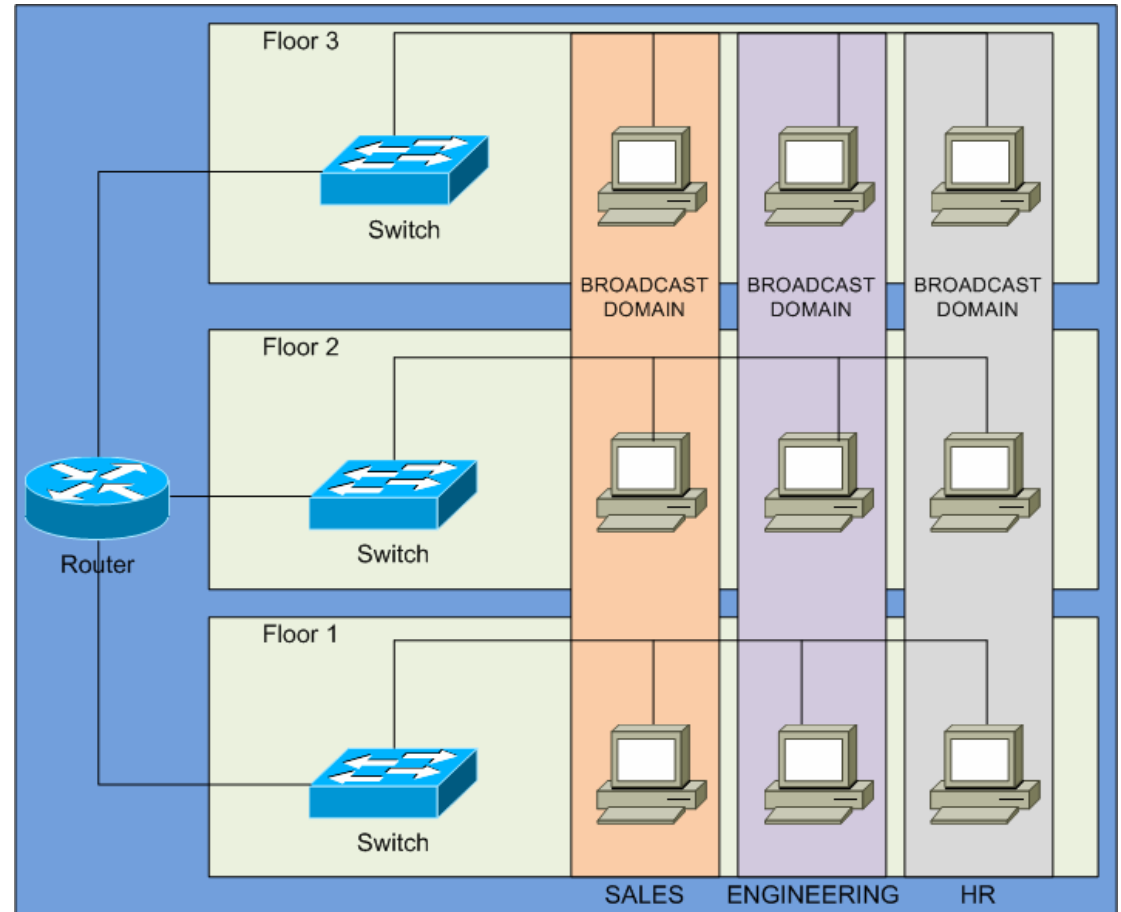 Floor 3
Switch
BROADCAST
DOMAIN
BROADCAST
DOMAIN
BROADCAST
DOMAIN
Floor 2
Switch
Router
Floor 1
Switch
SALES
ENGINEERING
HR